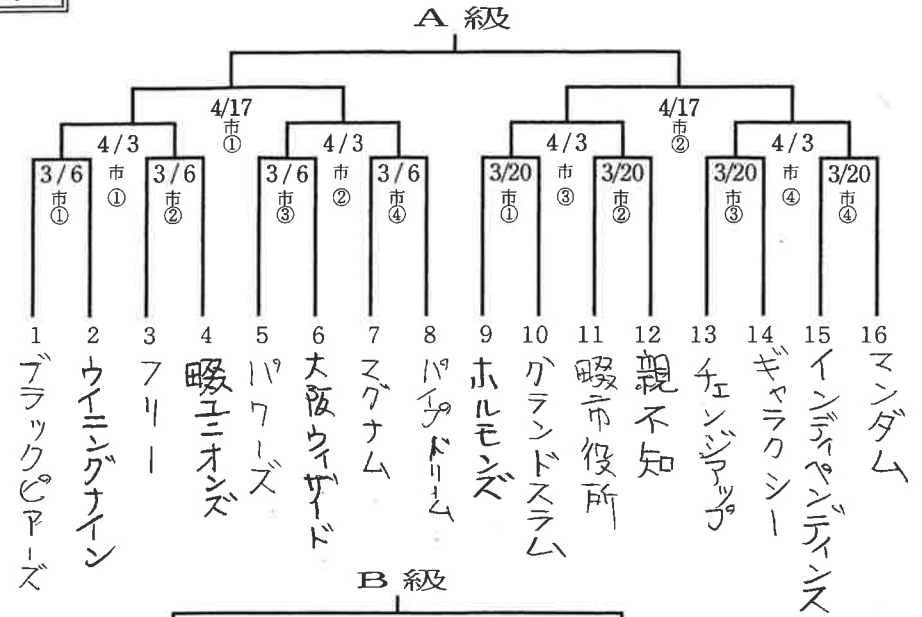 A 級
4/17
市
①
4/17
市
②
4/3
市
①
4/3
市
②
4/3
市
③
4/3
市
④
3/6
市
①
3/6
市
②
3/6
市
③
3/6
市
④
3/20
市
①
3/20
市
②
3/20
市
③
3/20
市
④
1 2 3 4 5 6 7 8 9 10 11 12 13 14 15 16
ブラックピアーズ
ウイニングナイン
フリー
畷ユニオンズ
パワーズ
大阪ウィザード
マグナム
パイプドリーム
ホルモンズ
グランドスラム
畷市役所
親不知
チェンジアップ
ギャラクシー
インディペンディンス
マンダム
B 級